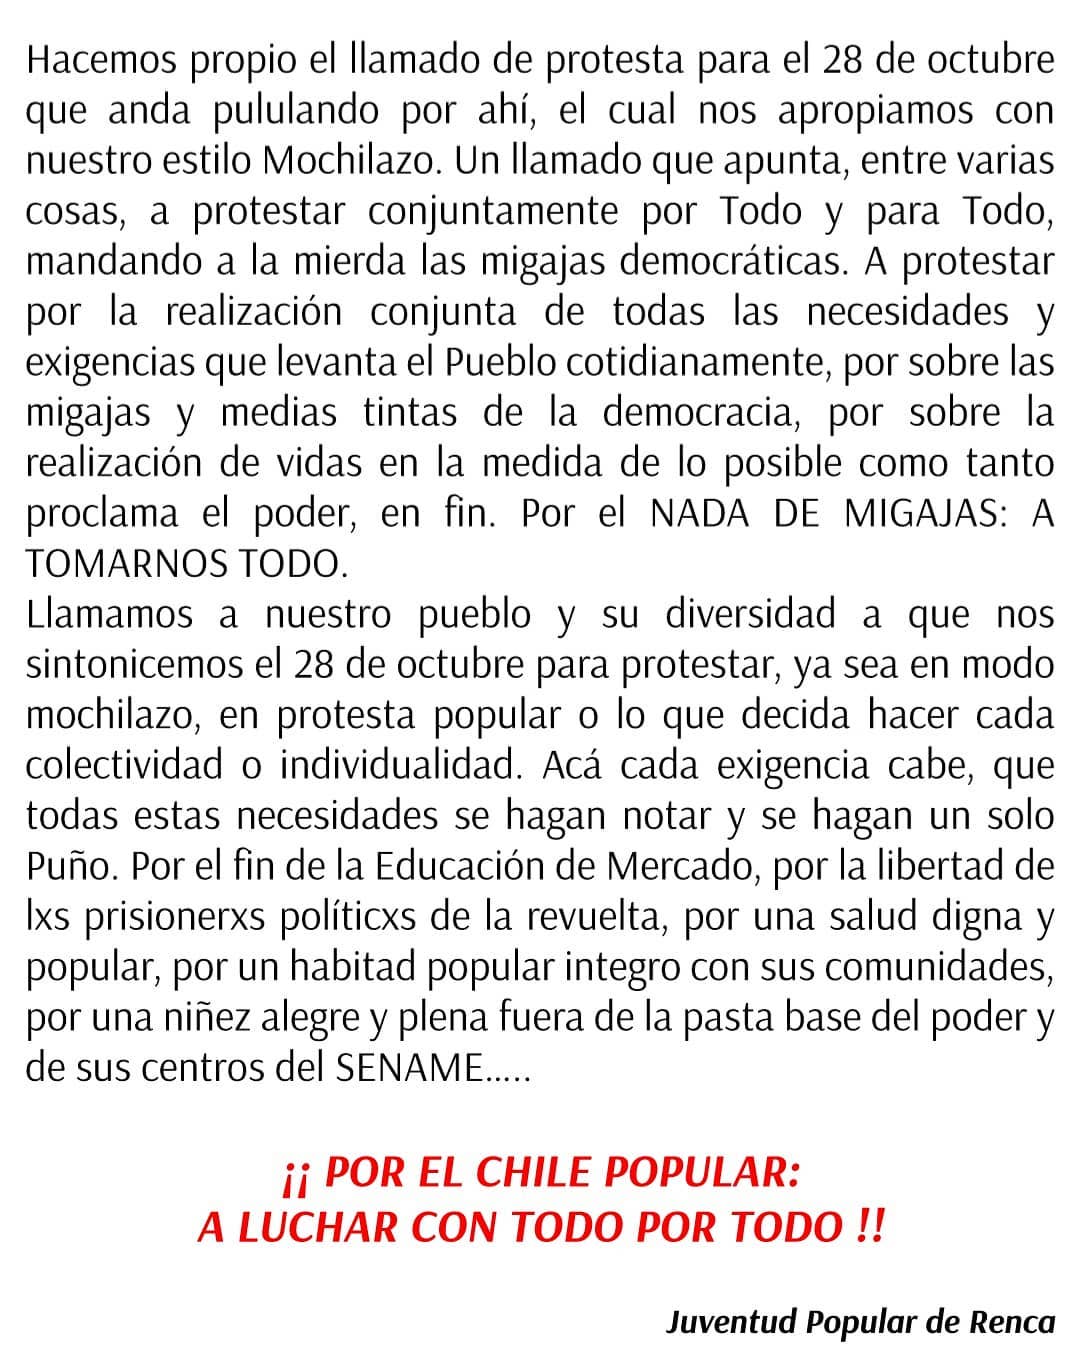 Hacemos propio el llamado de protesta para el 28 de octubre
que anda pululando por ahí, el cual nos apropiamos con
nuestro estilo Mochilazo. Un llamado que apunta, entre varias
cosas, a protestar conjuntamente por Todo y para Todo,
mandando a la mierda las migajas democráticas. A protestar
por la realización conjunta de todas las necesidades y
exigencias que levanta el Pueblo cotidianamente, por sobre las
migajas y medias tintas de la democracia, por sobre la
realización de vidas en la medida de lo posible como tanto
proclama el poder, en fin. Por el NADA DE MIGAJAS: A
TOMARNOS TODO.
Llamamos a nuestro pueblo y su diversidad a que nos
sintonicemos el 28 de octubre para protestar, ya sea en modo
mochilazo, en protesta popular o lo que decida hacer cada
colectividad o individualidad. Acá cada exigencia cabe, que
todas estas necesidades se hagan notar y se hagan un solo
Puño. Por el fin de la Educación de Mercado, por la libertad de
lxs prisionerxs políticxs de la revuelta, por una salud digna y
popular, por un habitad popular integro con sus comunidades,
por una niñez alegre y plena fuera de la pasta base del poder y
de sus centros del SENAME.....
¡¡ POR EL CHILE POPULAR:
A LUCHAR CON TODO POR TODO !!
Juventud Popular de Renca